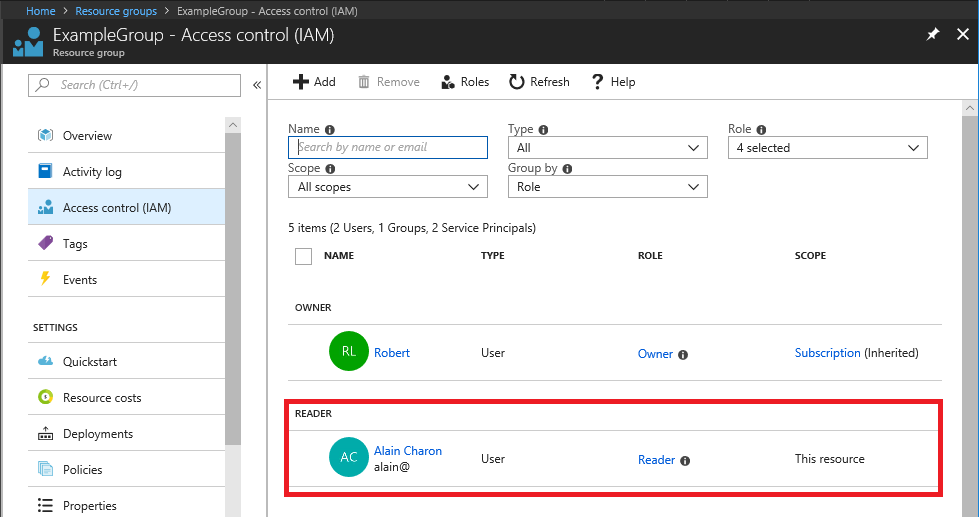 Home > Resource groups > ExampleGroup - Access control (IAM)
ExampleGroup - Access control (IAM)
Resource group
Search (Ctrl+/)
«
Overview
Activity log
Access control (IAM)
Tags
Events
SETTINGS
Quickstart
Resource costs
Deployments
Policies
Properties
Add Remove Roles Refresh ? Help
Name Type Role
Search by name or email All 4 selected
Scope Group by
All scopes Role
5 items (2 Users, 1 Groups, 2 Service Principals)
NAME TYPE ROLE SCOPE
OWNER
RL Robert User Owner Subscription (Inherited)
READER
AC Alain Charon User Reader This resource
alain@